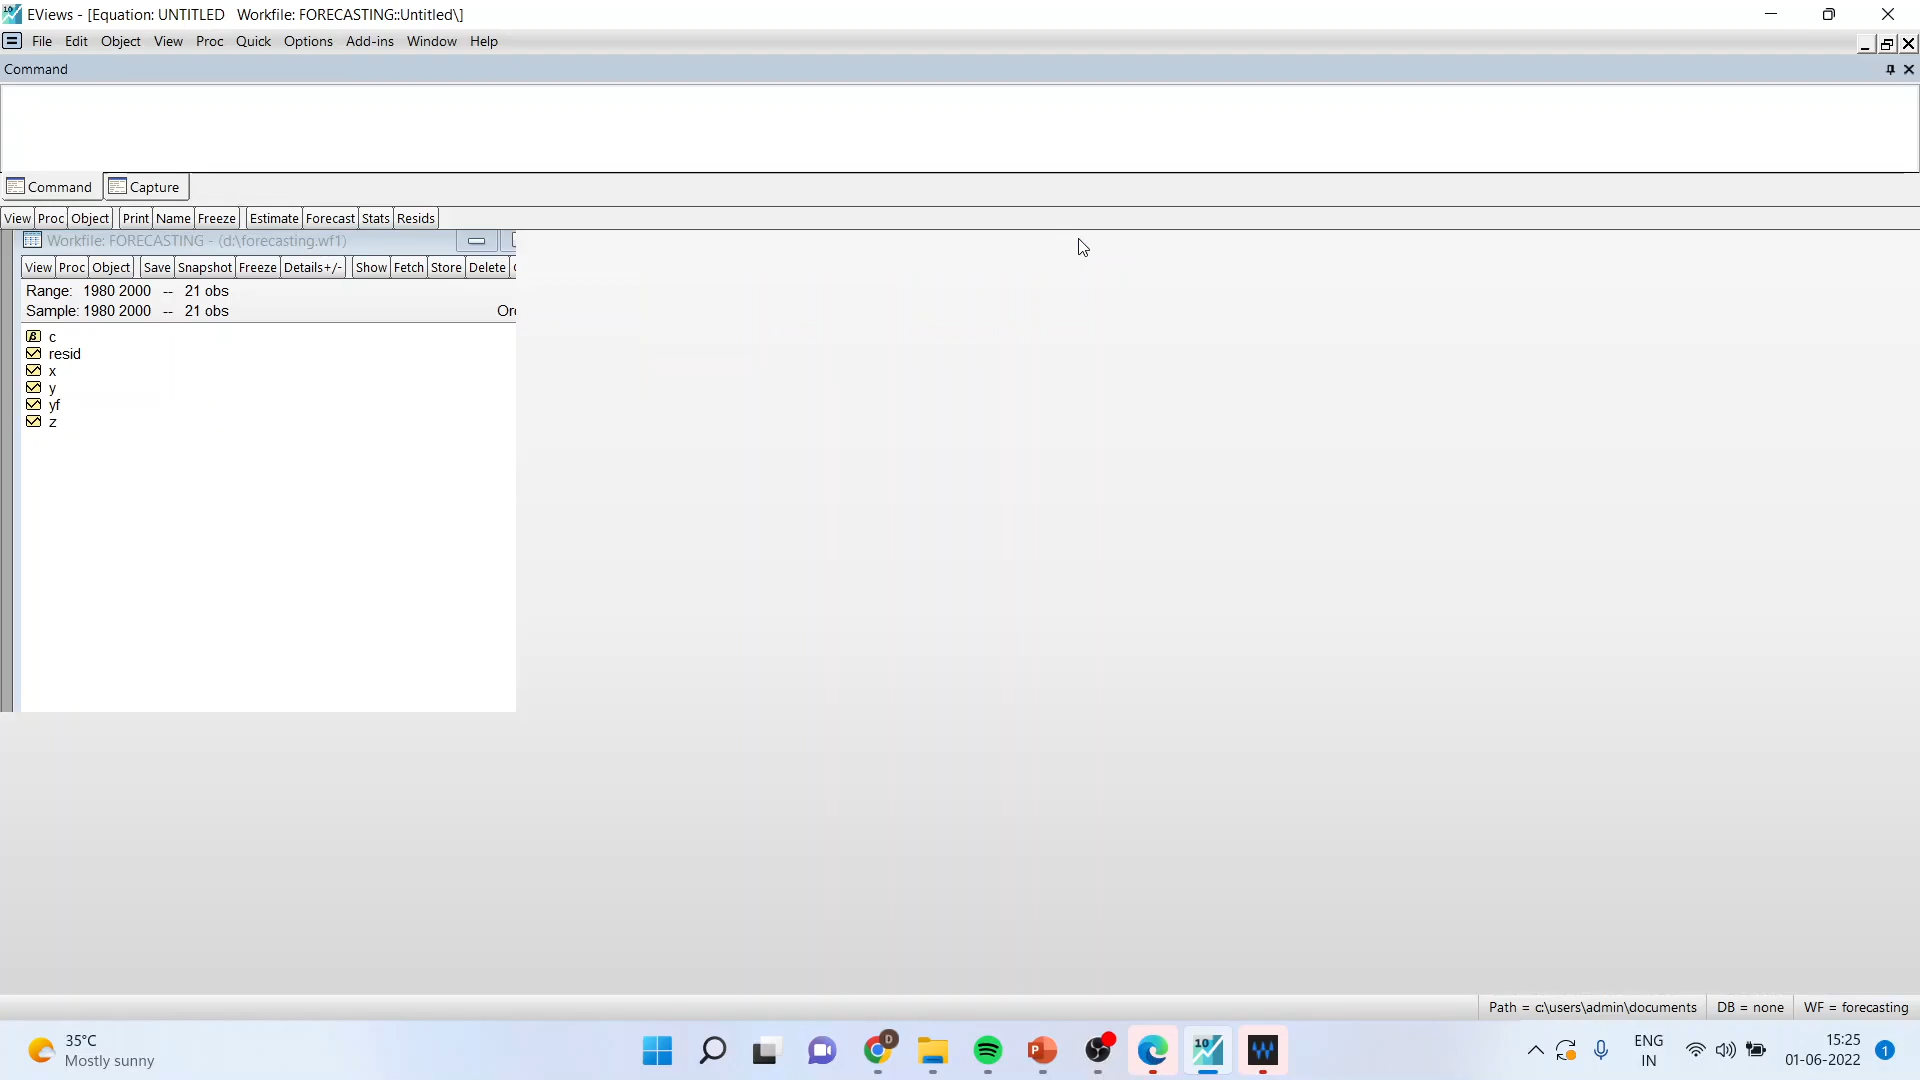 EViews - [Equation: UNTITLED   Workfile: FORECASTING::Untitled\]
File Edit Object View Proc Quick Options Add-ins Window Help
Command
Command Capture
View Proc Object Print Name Freeze Estimate Forecast Stats Resids
Workfile: FORECASTING - (d:\forecasting.wf1)
View Proc Object Save Snapshot Freeze Details+/- Show Fetch Store Delete
Range: 1980 2000 -- 21 obs
Sample: 1980 2000 -- 21 obs
c
resid
x
y
yf
z
Path = c:\users\admin\documents DB = none WF = forecasting
35°C
Mostly sunny
ENG
IN
15:25
01-06-2022
1